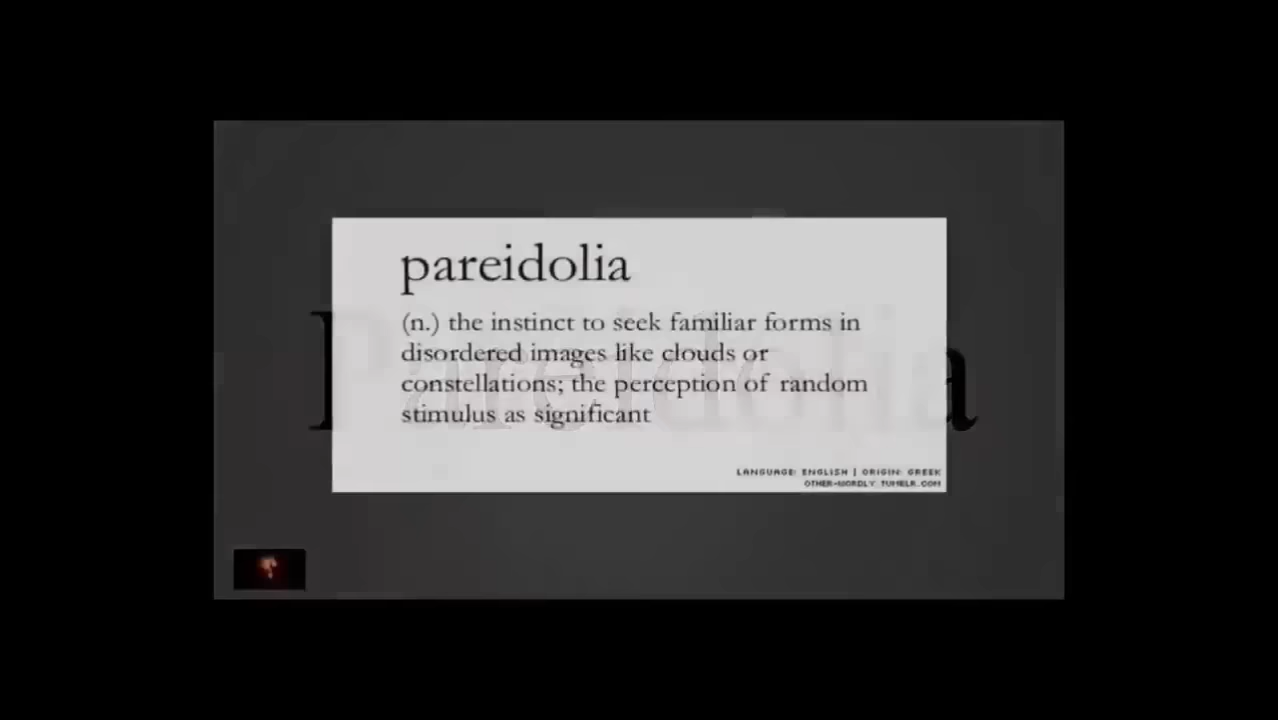 pareidolia
(n.) the instinct to seek familiar forms in
disordered images like clouds or
constellations; the perception of random
stimulus as significant
Pareidolia
LANGUAGE: ENGLISH | ORIGIN: GREEK
OTHER-WORDLY.TUMBLR.COM